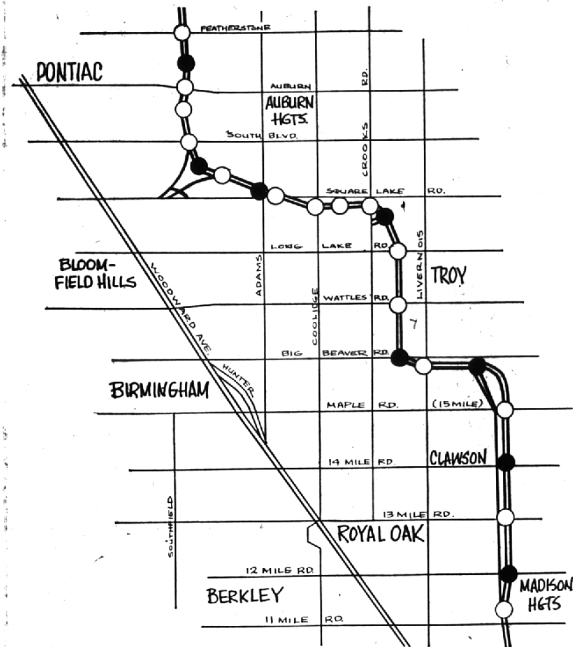 FEATHERSTONE
PONTIAC
AUBURN
RD.
AUBURN
HGTS.
SOUTH BLVD.
CROOKS
SQUARE LAKE RD.
4
LONG LAKE RD.
LIVERNOIS
ADAMS
BLOOM-
FIELD HILLS
WOODWARD AVE.
TROY
WATTLES RD.
COOLIDGE
7
BIG BEAVER RD.
HUNTER
BIRMINGHAM
MAPLE RD. (15 MILE)
14 MILE RD.
CLAWSON
SOUTHFIELD
13 MILE RD.
ROYAL OAK
12 MILE RD.
BERKLEY
MADISON
HGTS
11 MILE RD.